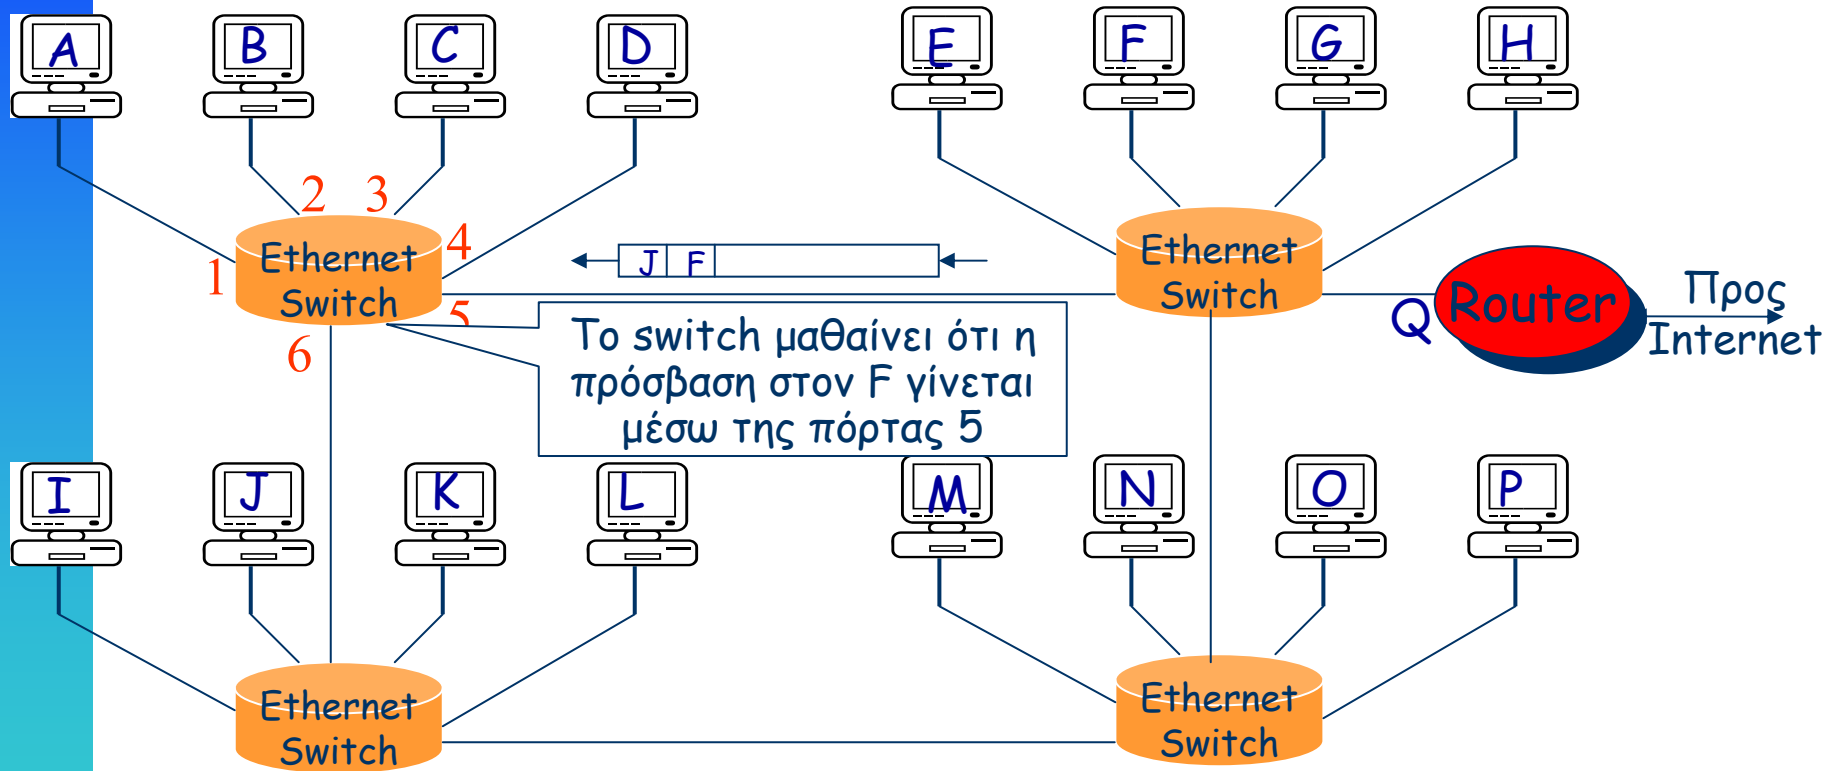 A B C D E F G H
2 3
4
1
Ethernet
Switch
5
6
J F
Ethernet
Switch
Q
Router
Προς
Internet
Το switch μαθαίνει ότι η
πρόσβαση στον F γίνεται
μέσω της πόρτας 5
I J K L M N O P
Ethernet
Switch
Ethernet
Switch